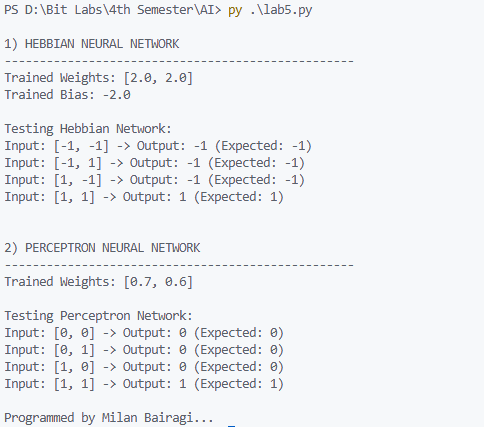 PS D:\Bit Labs\4th Semester\AI> py .\lab5.py
1) HEBBIAN NEURAL NETWORK
--------------------------------------------------
Trained Weights: [2.0, 2.0]
Trained Bias: -2.0
Testing Hebbian Network:
Input: [-1, -1] -> Output: -1 (Expected: -1)
Input: [-1, 1] -> Output: -1 (Expected: -1)
Input: [1, -1] -> Output: -1 (Expected: -1)
Input: [1, 1] -> Output: 1 (Expected: 1)
2) PERCEPTRON NEURAL NETWORK
--------------------------------------------------
Trained Weights: [0.7, 0.6]
Testing Perceptron Network:
Input: [0, 0] -> Output: 0 (Expected: 0)
Input: [0, 1] -> Output: 0 (Expected: 0)
Input: [1, 0] -> Output: 0 (Expected: 0)
Input: [1, 1] -> Output: 1 (Expected: 1)
Programmed by Milan Bairagi...